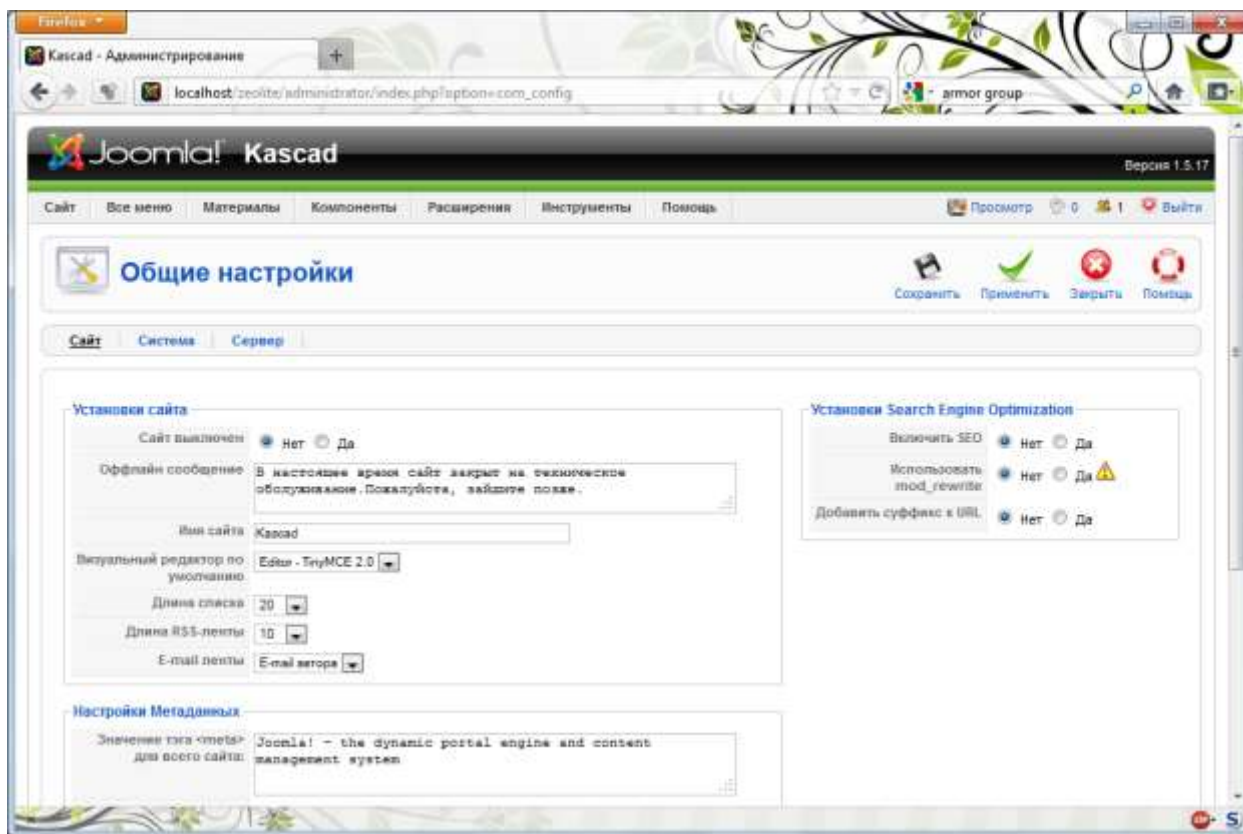 Firefox
Kascad - Администрирование
localhost/zeolite/administrator/index.php?option=com_config
armor group
Joomla! Kascad
Версия 1.5.17
Сайт Все меню Материалы Компоненты Расширения Инструменты Помощь Просмотр 0 1 Выйти
Общие настройки
Сохранить Применить Закрыть Помощь
Сайт Система Сервер
Установки сайта
Сайт выключен Нет Да
Оффлайн сообщение В настоящее время сайт закрыт на техническое
обслуживание.Пожалуйста, зайдите позже.
Имя сайта Kascad
Визуальный редактор по
умолчанию Editor - TinyMCE 2.0
Длина списка 20
Длина RSS-ленты 10
E-mail ленты E-mail автора
Установки Search Engine Optimization
Включить SEO Нет Да
Использовать
mod_rewrite Нет Да
Добавить суффикс к URL Нет Да
Настройки Метаданных
Значение тэга <meta>
для всего сайта: Joomla! - the dynamic portal engine and content
management system
ABP
S